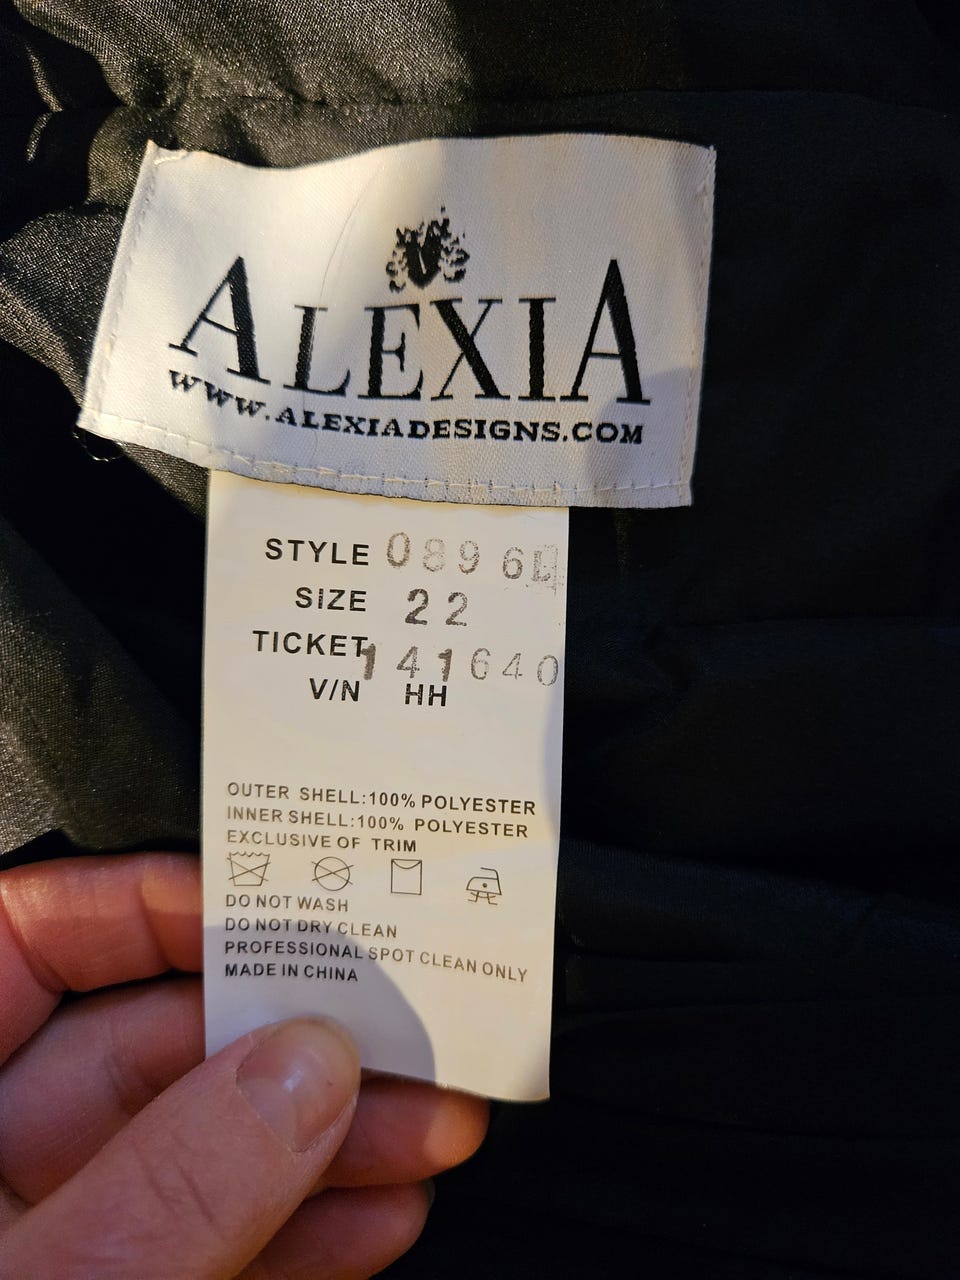 ALEXIA
WWW.ALEXIADESIGNS.COM
STYLE 0896L
SIZE 22
TICKET 141640
V/N HH
OUTER SHELL:100% POLYESTER
INNER SHELL:100% POLYESTER
EXCLUSIVE OF TRIM
DO NOT WASH
DO NOT DRY CLEAN
PROFESSIONAL SPOT CLEAN ONLY
MADE IN CHINA